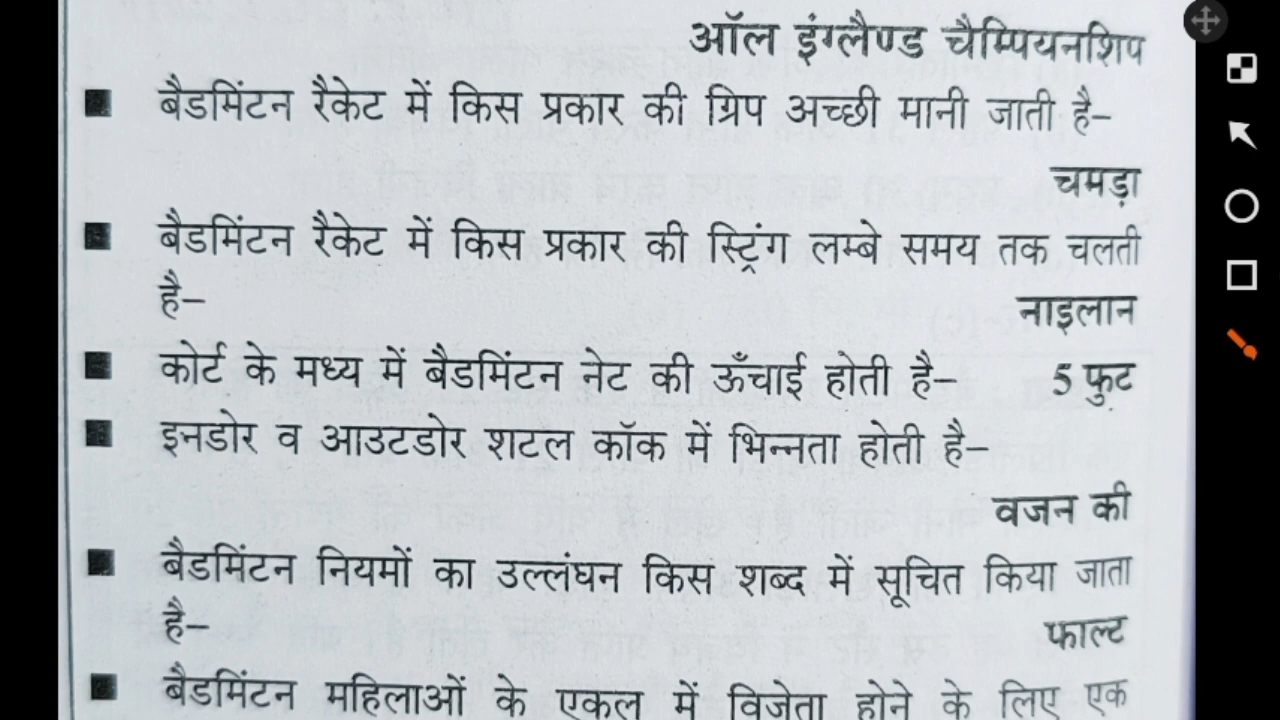 ऑल इंग्लैण्ड चैम्पियनशिप
बैडमिंटन रैकेट में किस प्रकार की ग्रिप अच्छी मानी जाती है–
चमड़ा
बैडमिंटन रैकेट में किस प्रकार की स्ट्रिंग लम्बे समय तक चलती
है– नाइलान
कोर्ट के मध्य में बैडमिंटन नेट की ऊँचाई होती है– 5 फुट
इनडोर व आउटडोर शटल कॉक में भिन्नता होती है–
वजन की
बैडमिंटन नियमों का उल्लंघन किस शब्द में सूचित किया जाता
है– फाल्ट
बैडमिंटन महिलाओं के एकल में विजेता होने के लिए एक